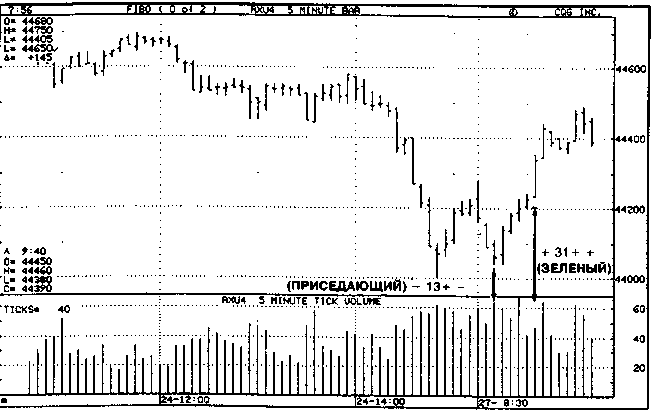 7:56 FIBO ( 0 of 2 ) AXU4 5 MINUTE BAR © CQG INC.
O= 44680
H= 44750
L= 44405
L= 44650
Δ= +145
44600
44400
44200
A 9:40
O= 44450
H= 44460
L= 44380
C= 44390
+ 31+ +
(ЗЕЛЕНЫЙ)
44000
(ПРИСЕДАЮЩИЙ) - 13+ -
AXU4 5 MINUTE TICK VOLUME
TICKS= 40
60
40
20
24-12:00 24-14:00 27- 8:30